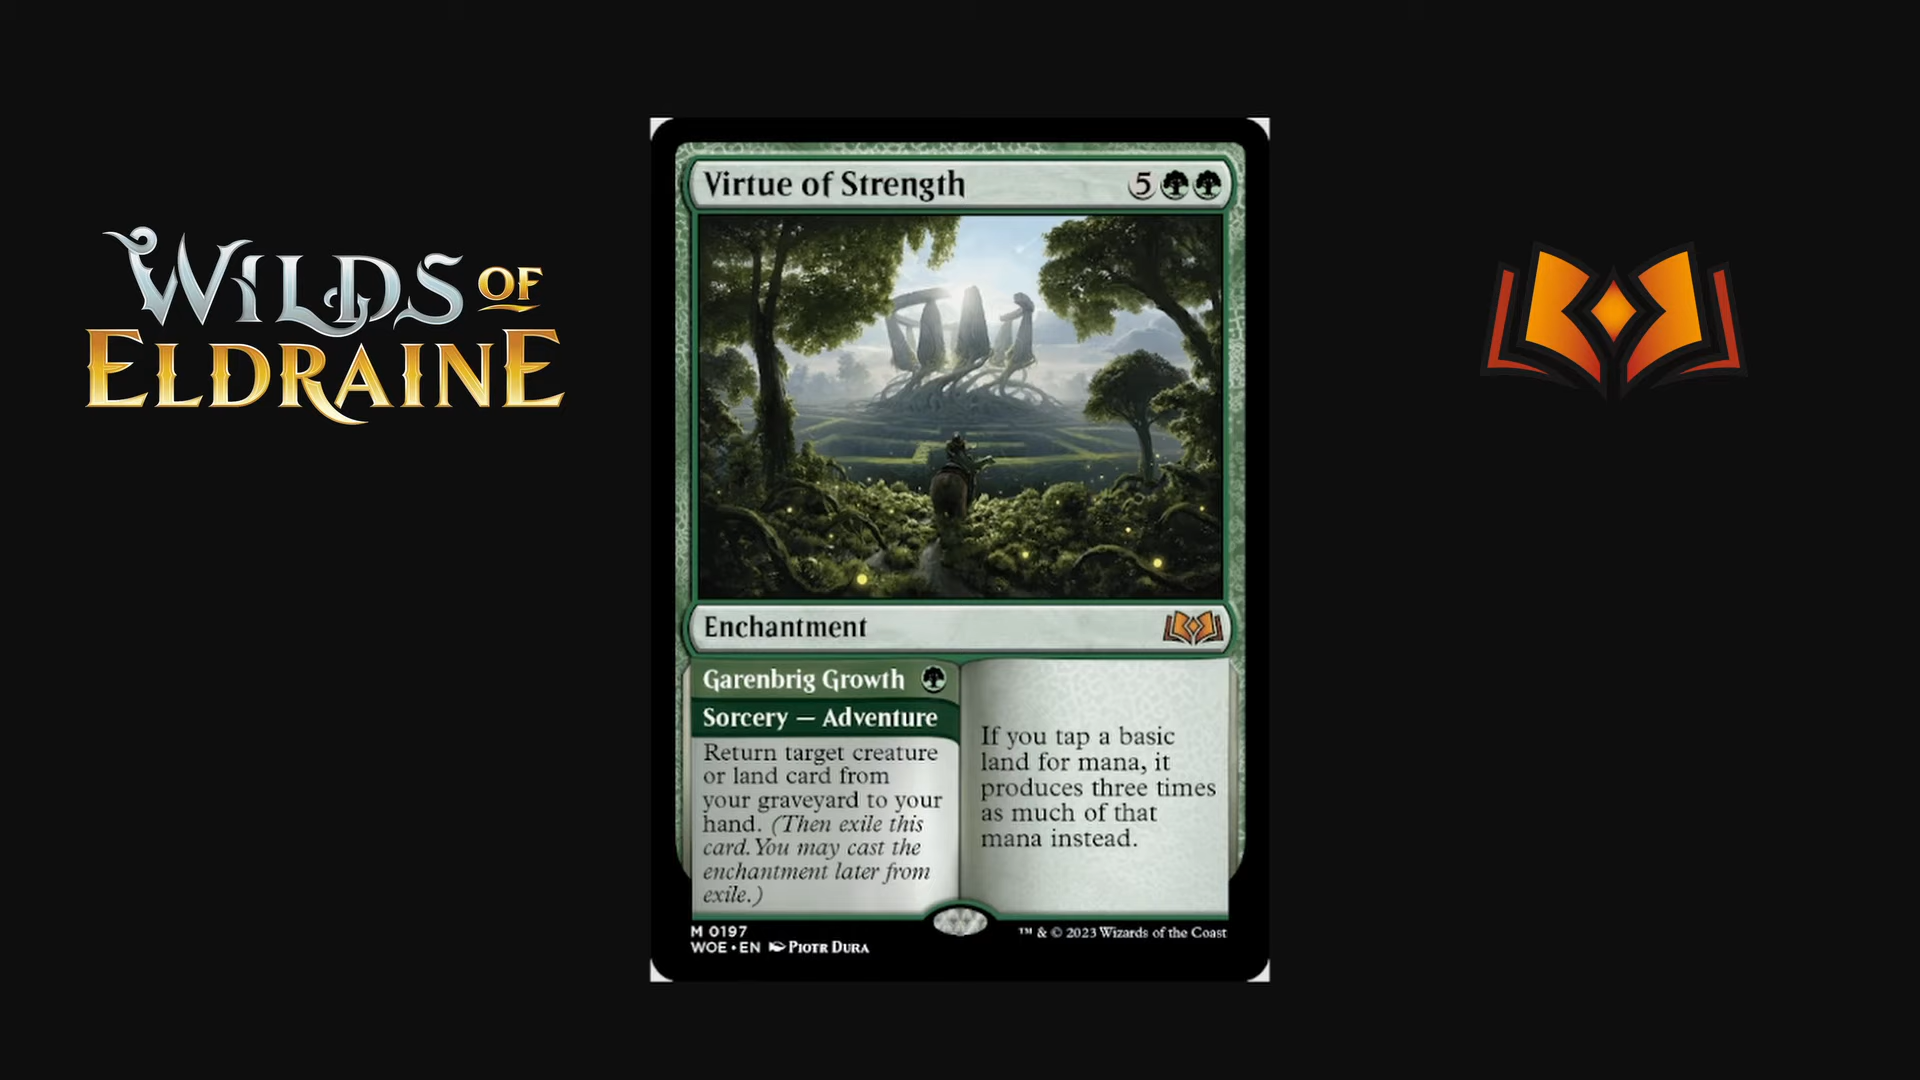 WILDS OF
ELDRAINE
Virtue of Strength 5
Enchantment
Garenbrig Growth
Sorcery — Adventure
Return target creature
or land card from
your graveyard to your
hand. (Then exile this
card. You may cast the
enchantment later from
exile.)
If you tap a basic
land for mana, it
produces three times
as much of that
mana instead.
M 0197
WOE • EN Piotr Dura
™ & © 2023 Wizards of the Coast